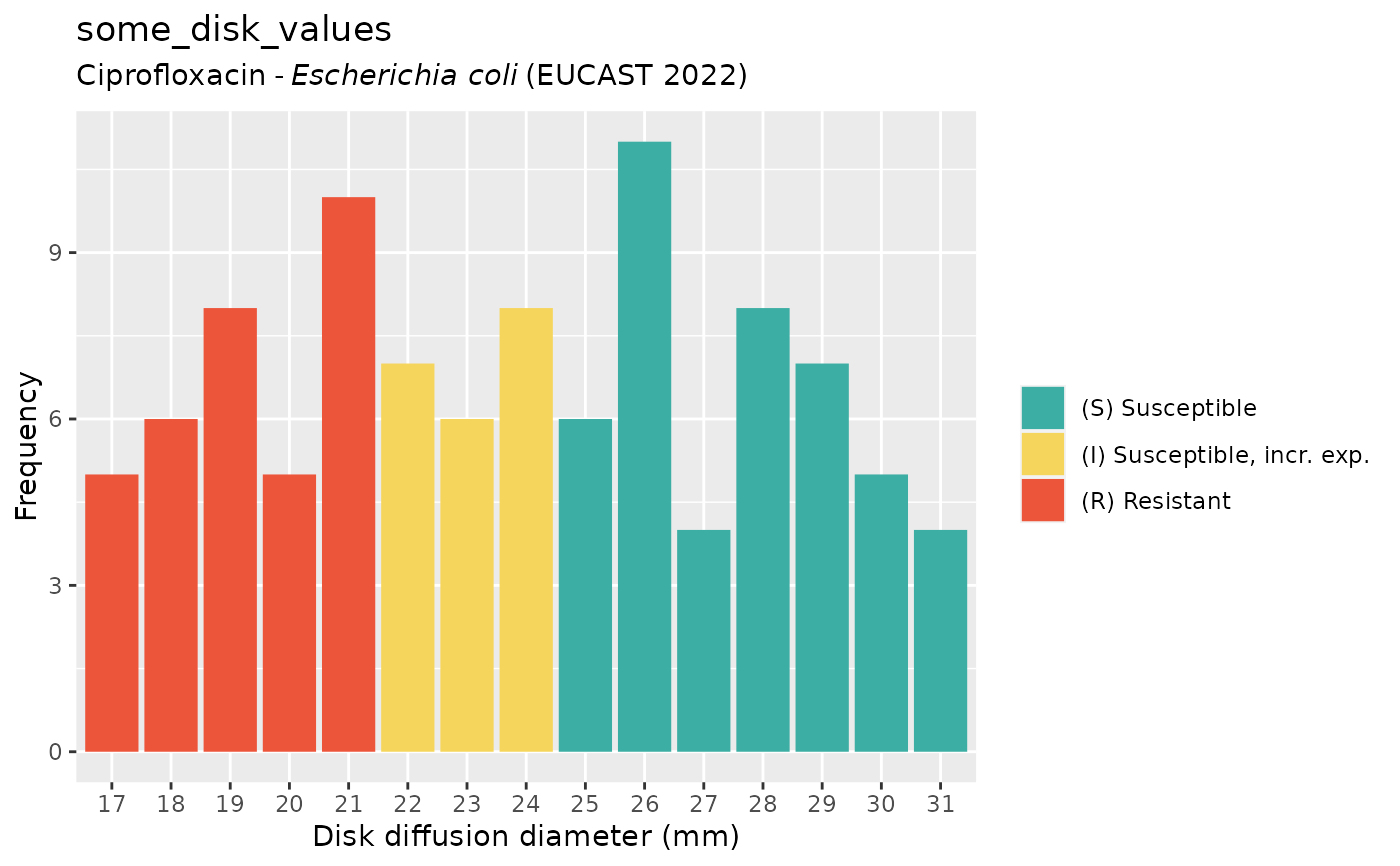 some_disk_values
Ciprofloxacin - Escherichia coli (EUCAST 2022)
Frequency
9
6
3
0
17 18 19 20 21 22 23 24 25 26 27 28 29 30 31
Disk diffusion diameter (mm)
(S) Susceptible
(I) Susceptible, incr. exp.
(R) Resistant